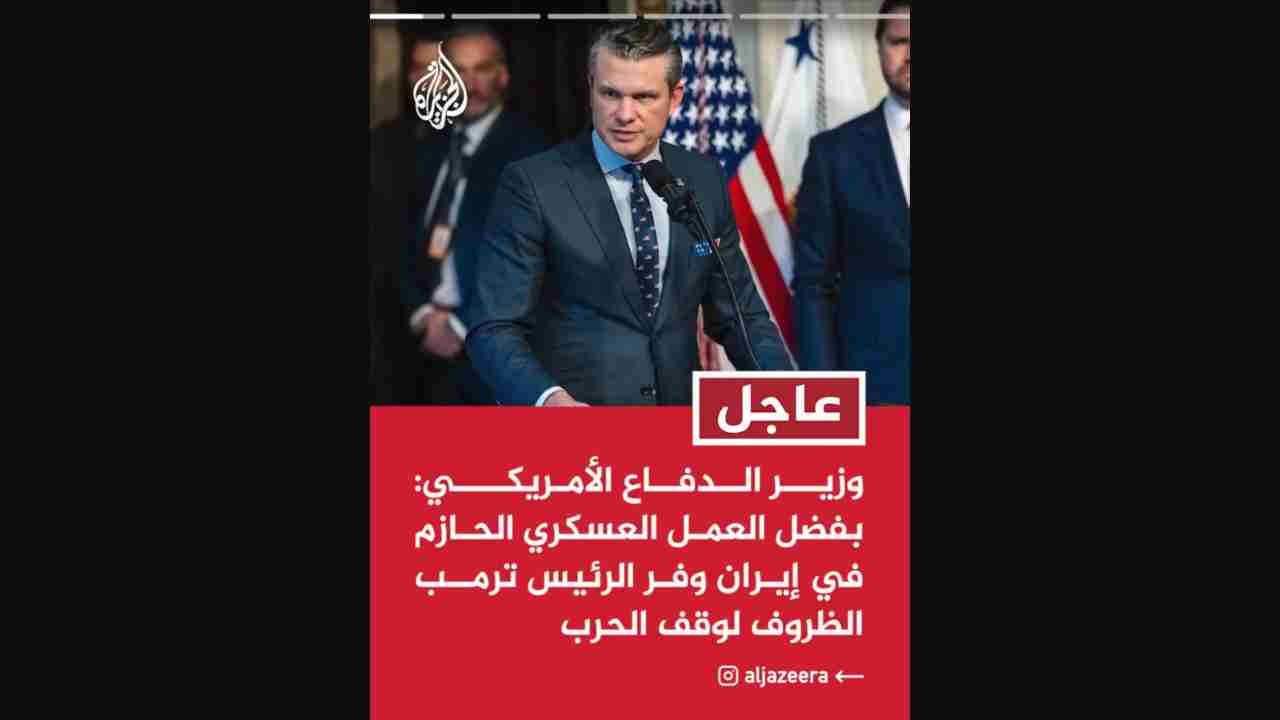 الجزيرة
عاجل
وزير الدفاع الأمريكي:
بفضل العمل العسكري الحازم
في إيران وفر الرئيس ترمب
الظروف لوقف الحرب
aljazeera